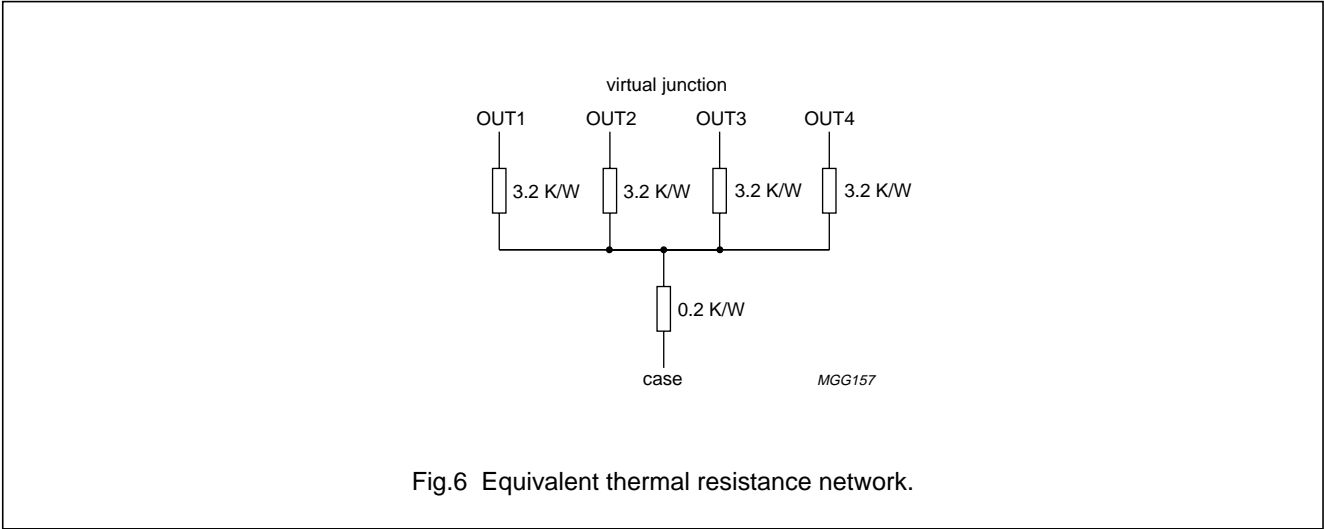 virtual junction
OUT1 OUT2 OUT3 OUT4
3.2 K/W 3.2 K/W 3.2 K/W 3.2 K/W
0.2 K/W
case MGG157
Fig.6 Equivalent thermal resistance network.